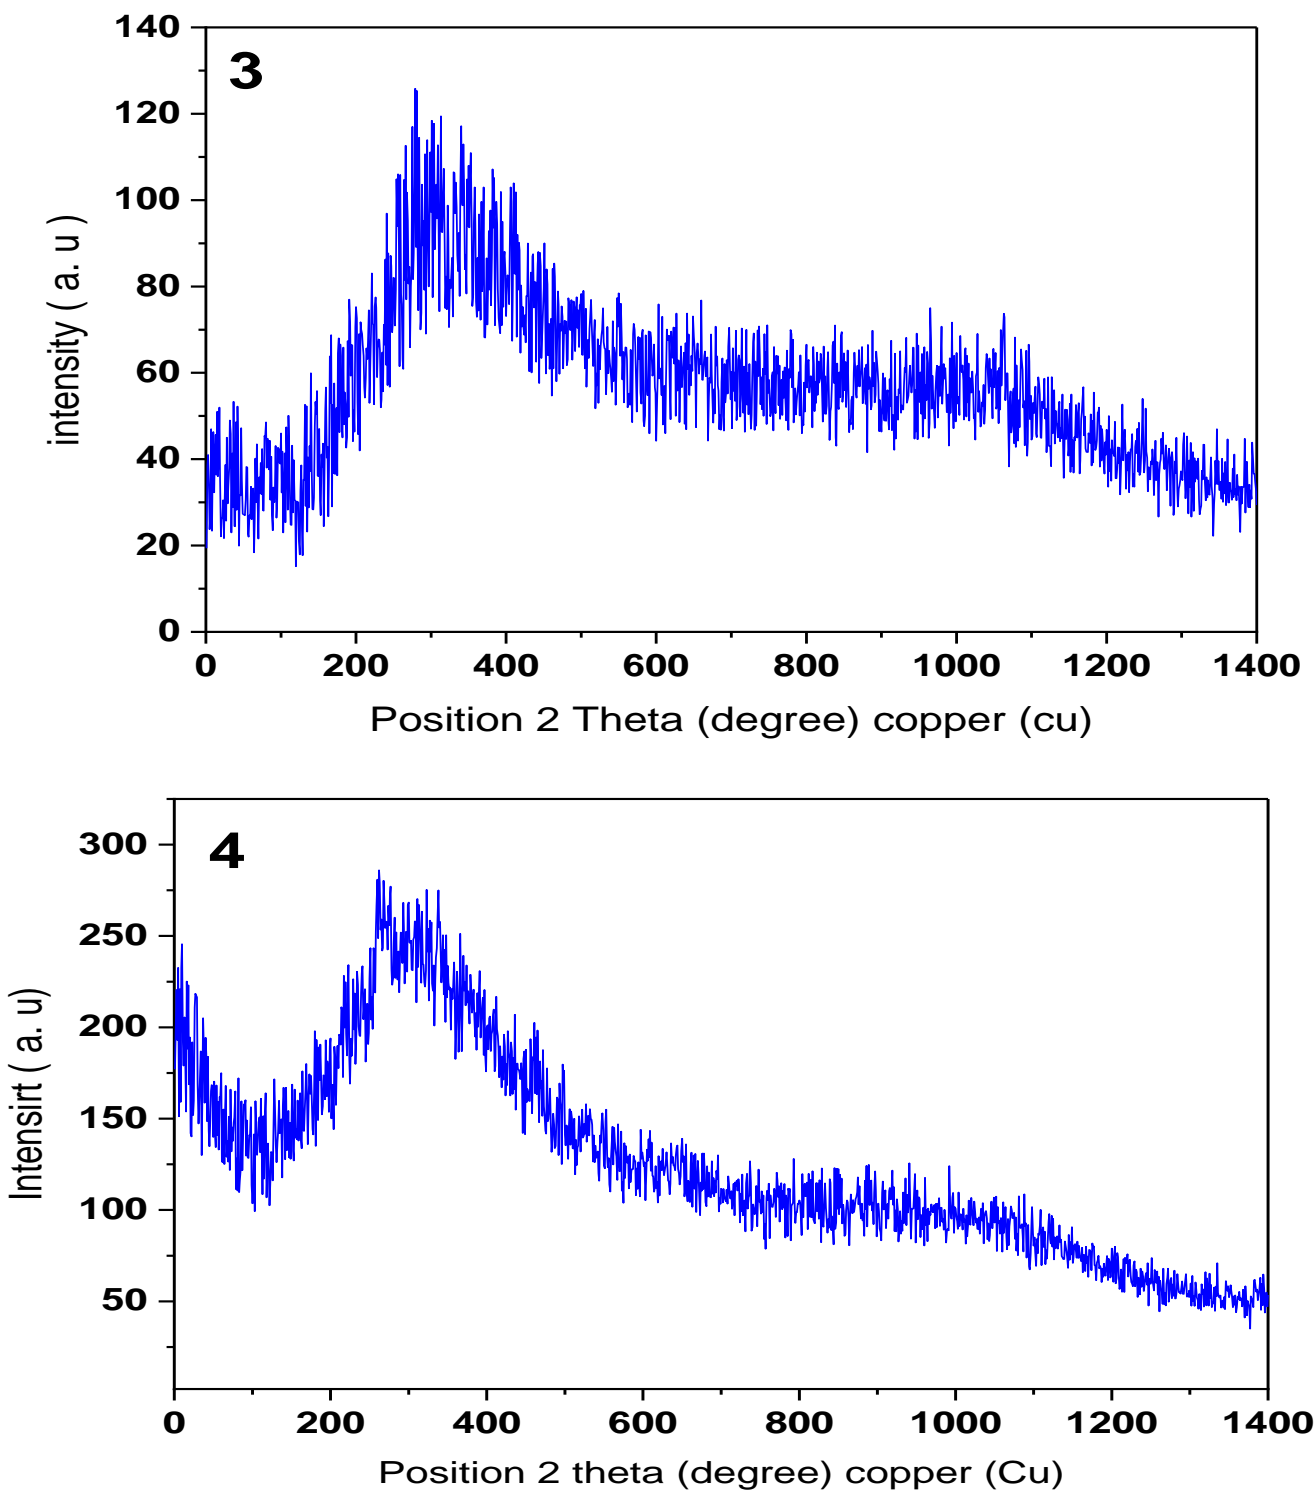 3
140
120
100
80
60
40
20
0
intensity ( a. u )
0 200 400 600 800 1000 1200 1400
Position 2 Theta (degree) copper (cu)
4
300
250
200
150
100
50
Intensirt ( a. u)
0 200 400 600 800 1000 1200 1400
Position 2 theta (degree) copper (Cu)